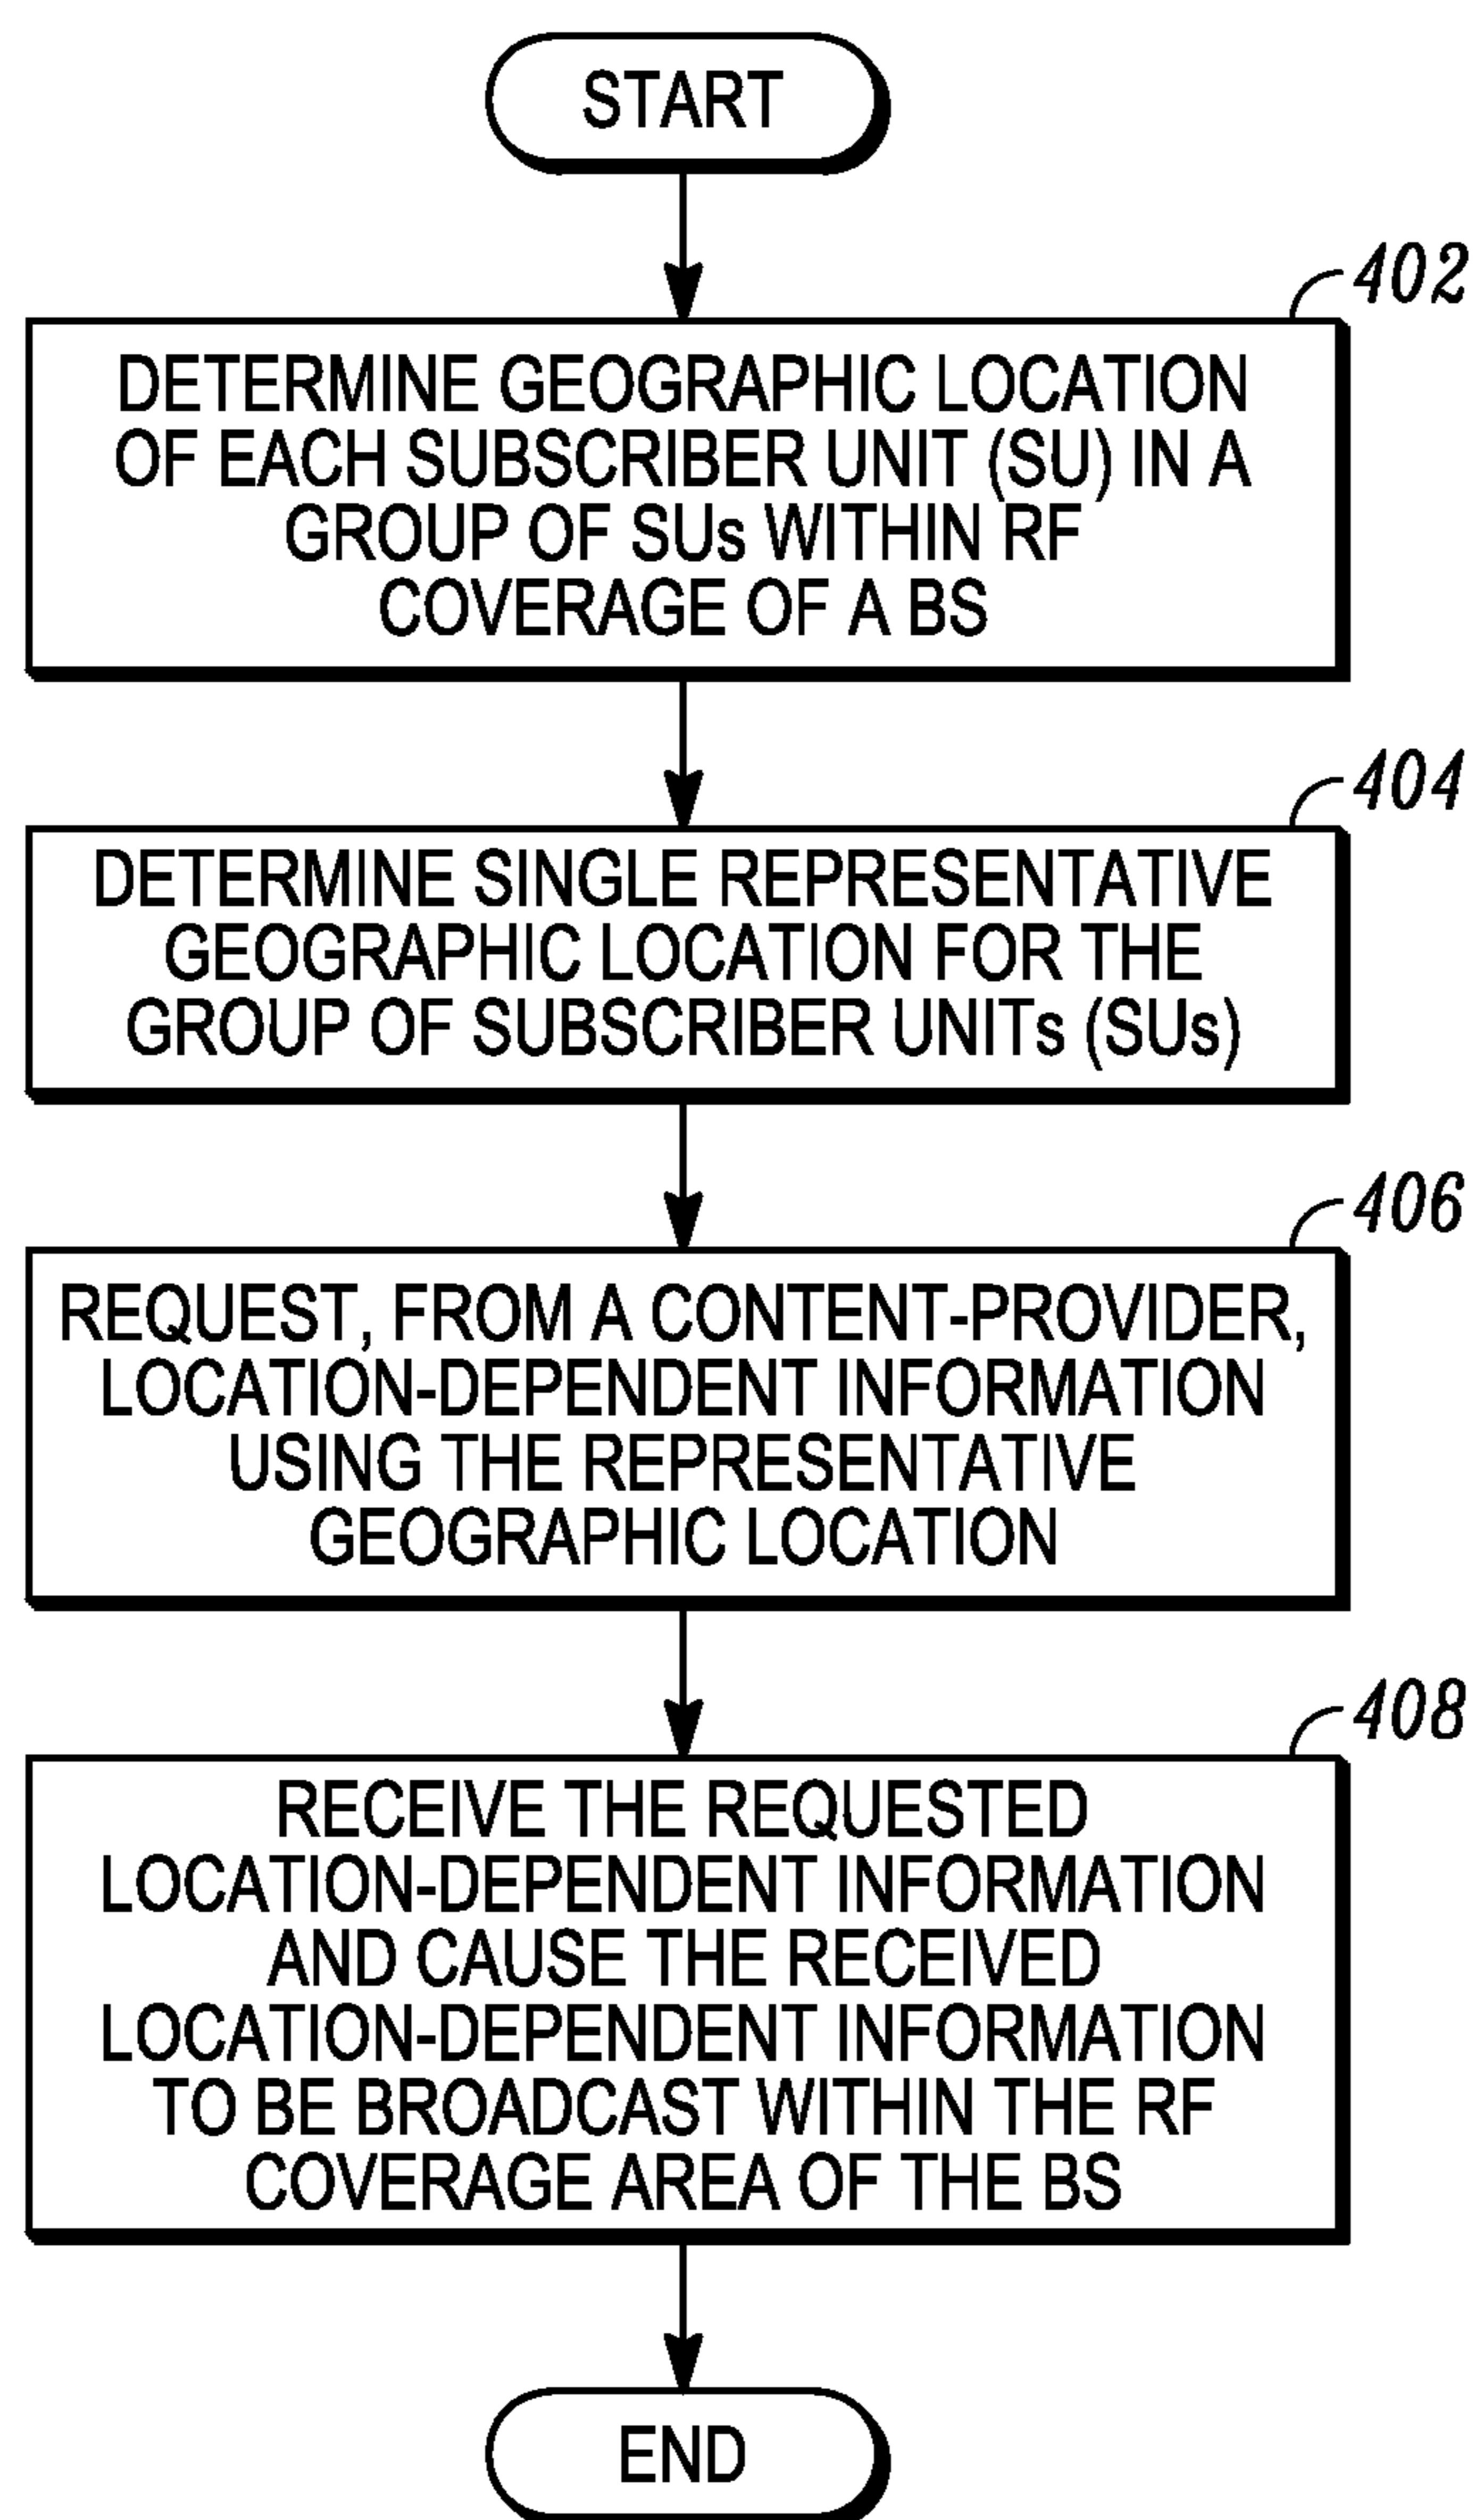 START
402
DETERMINE GEOGRAPHIC LOCATION
OF EACH SUBSCRIBER UNIT (SU) IN A
GROUP OF SUs WITHIN RF
COVERAGE OF A BS
404
DETERMINE SINGLE REPRESENTATIVE
GEOGRAPHIC LOCATION FOR THE
GROUP OF SUBSCRIBER UNITs (SUs)
406
REQUEST, FROM A CONTENT-PROVIDER,
LOCATION-DEPENDENT INFORMATION
USING THE REPRESENTATIVE
GEOGRAPHIC LOCATION
408
RECEIVE THE REQUESTED
LOCATION-DEPENDENT INFORMATION
AND CAUSE THE RECEIVED
LOCATION-DEPENDENT INFORMATION
TO BE BROADCAST WITHIN THE RF
COVERAGE AREA OF THE BS
END